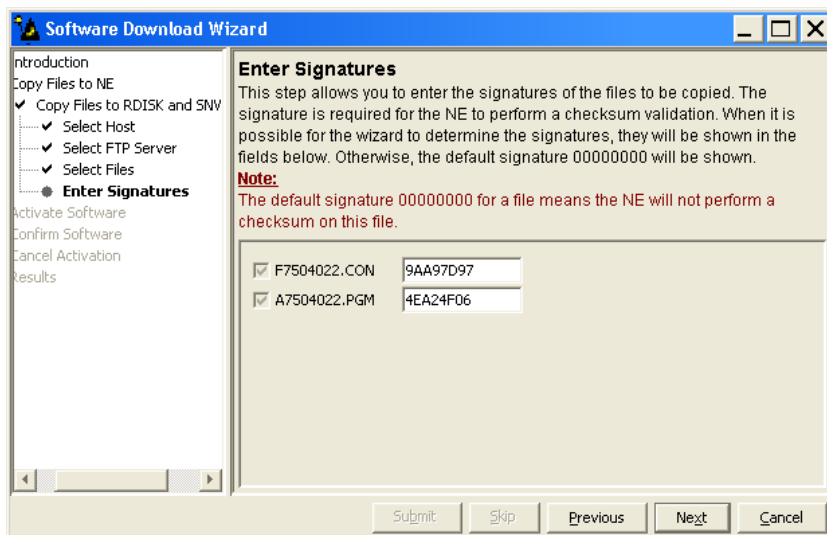 Software Download Wizard
ntroduction
Copy Files to NE
Copy Files to RDISK and SNV
Select Host
Select FTP Server
Select Files
Enter Signatures
Activate Software
Confirm Software
Cancel Activation
Results
Enter Signatures
This step allows you to enter the signatures of the files to be copied. The
signature is required for the NE to perform a checksum validation. When it is
possible for the wizard to determine the signatures, they will be shown in the
fields below. Otherwise, the default signature 00000000 will be shown.
Note:
The default signature 00000000 for a file means the NE will not perform a
checksum on this file.
F7504022.CON 9AA97D97
A7504022.PGM 4EA24F06
Submit Skip Previous Next Cancel